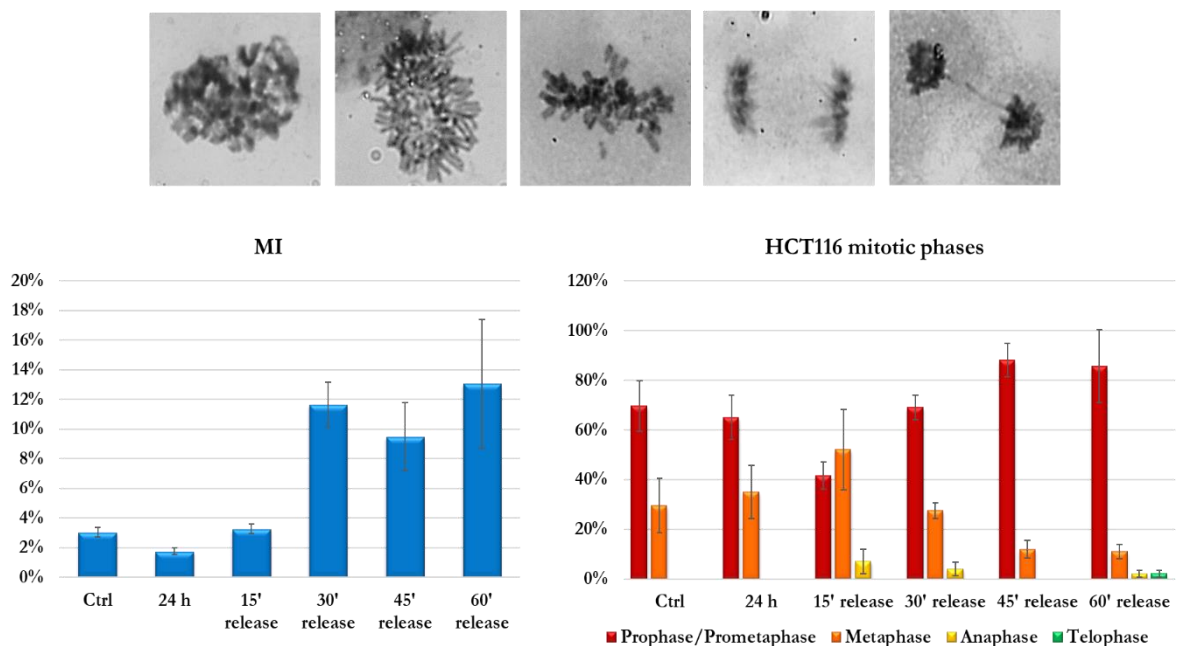 MI
20%
18%
16%
14%
12%
10%
8%
6%
4%
2%
0%
Ctrl
24 h
15'
release
30'
release
45'
release
60'
release
HCT116 mitotic phases
120%
100%
80%
60%
40%
20%
0%
Ctrl
24 h
15' release
30' release
45' release
60' release
Prophase/Prometaphase
Metaphase
Anaphase
Telophase